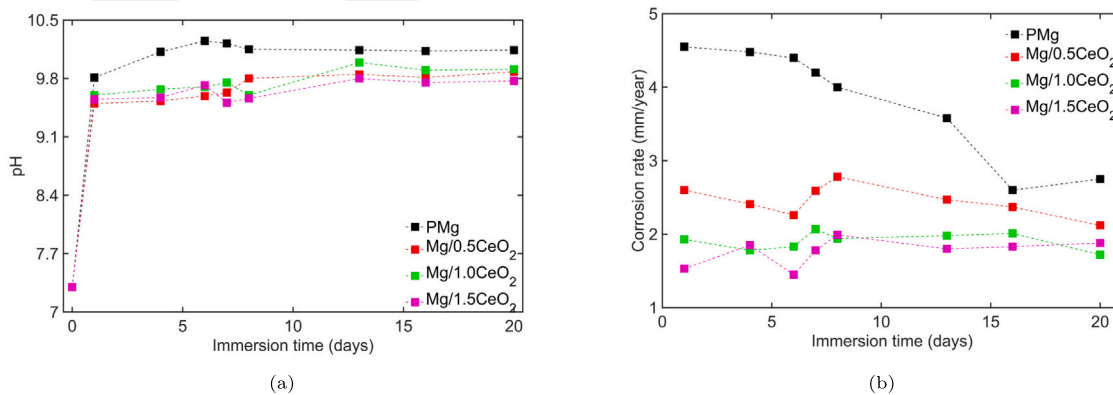 10.5
9.8
9.1
8.4
7.7
7
pH
0
5
10
15
20
Immersion time (days)
PMg
Mg/0.5CeO2
Mg/1.0CeO2
Mg/1.5CeO2
(a)
5
4
3
2
1
Corrosion rate (mm/year)
0
5
10
15
20
Immersion time (days)
PMg
Mg/0.5CeO2
Mg/1.0CeO2
Mg/1.5CeO2
(b)